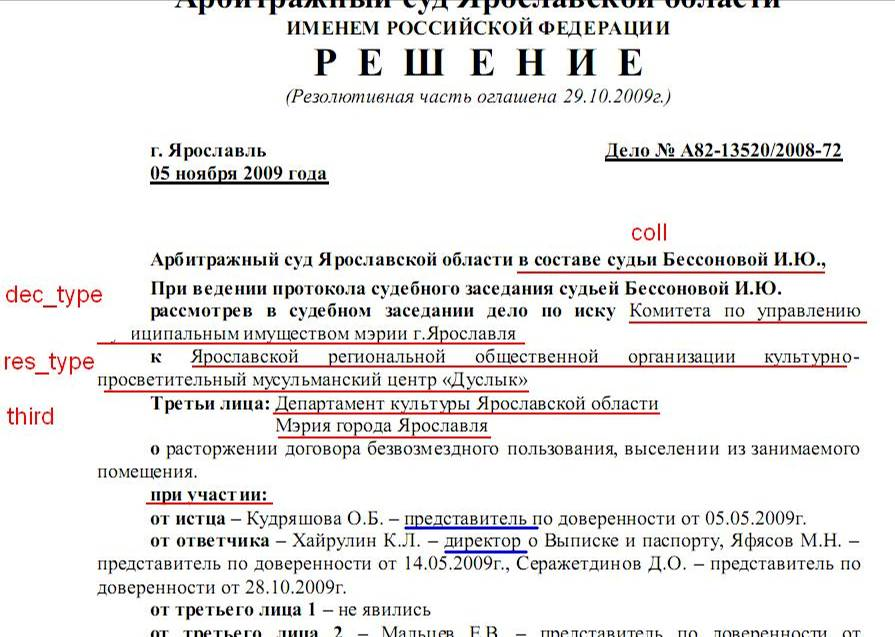 Арбитражный суд Ярославской области
ИМЕНЕМ РОССИЙСКОЙ ФЕДЕРАЦИИ
Р Е Ш Е Н И Е
(Резолютивная часть оглашена 29.10.2009г.)
г. Ярославль Дело № А82-13520/2008-72
05 ноября 2009 года
coll
Арбитражный суд Ярославской области в составе судьи Бессоновой И.Ю.,
dec_type
При ведении протокола судебного заседания судьей Бессоновой И.Ю.
рассмотрев в судебном заседании дело по иску Комитета по управлению
иципальным имуществом мэрии г.Ярославля
res_type
к Ярославской региональной общественной организации культурно-
просветительный мусульманский центр «Дуслык»
third
Третьи лица: Департамент культуры Ярославской области
Мэрия города Ярославля
о расторжении договора безвозмездного пользования, выселении из занимаемого
помещения.
при участии:
от истца – Кудряшова О.Б. – представитель по доверенности от 05.05.2009г.
от ответчика – Хайрулин К.Л. – директор о Выписке и паспорту, Яфясов М.Н. –
представитель по доверенности от 14.05.2009г., Серажетдинов Д.О. – представитель по
доверенности от 28.10.2009г.
от третьего лица 1 – не явились
от третьего лица 2 – Мальцев Е.В. – представитель по доверенности от